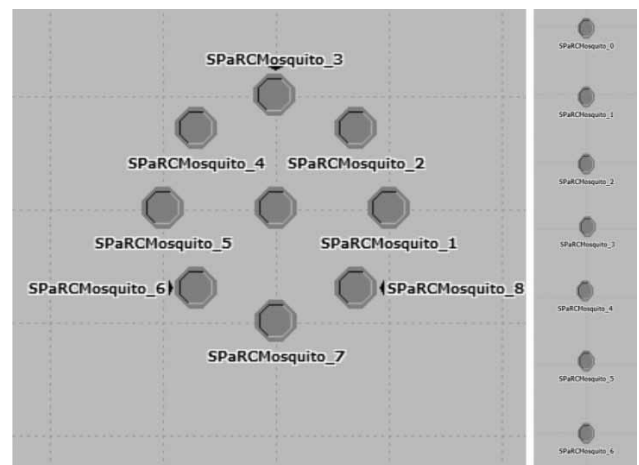 SPaRCMosquito_3
SPaRCMosquito_4
SPaRCMosquito_2
SPaRCMosquito_5
SPaRCMosquito_1
SPaRCMosquito_6
SPaRCMosquito_8
SPaRCMosquito_7
SPaRCMosquito_0
SPaRCMosquito_1
SPaRCMosquito_2
SPaRCMosquito_3
SPaRCMosquito_4
SPaRCMosquito_5
SPaRCMosquito_6